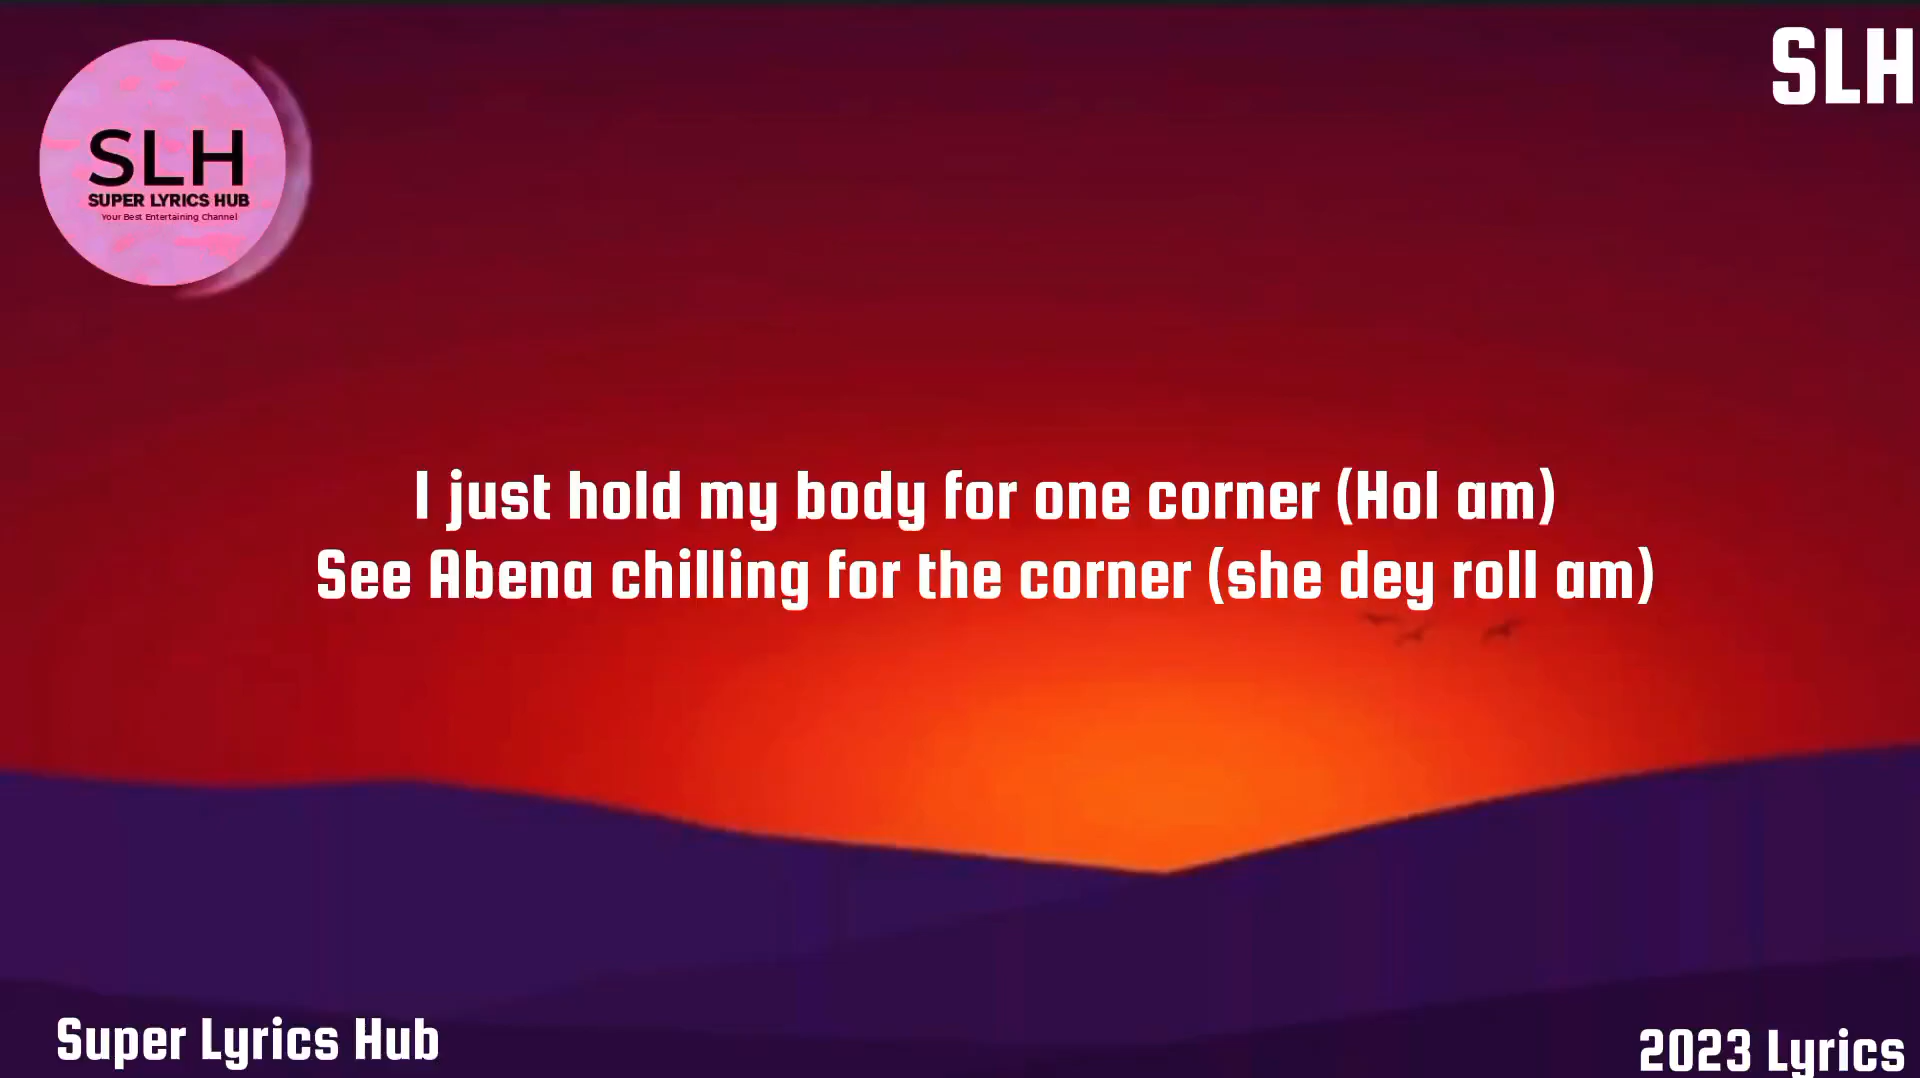 SLH
SLH
SUPER LYRICS HUB
Your Best Entertaining Channel
I just hold my body for one corner (Hol am)
See Abena chilling for the corner (she dey roll am)
Super Lyrics Hub
2023 Lyrics